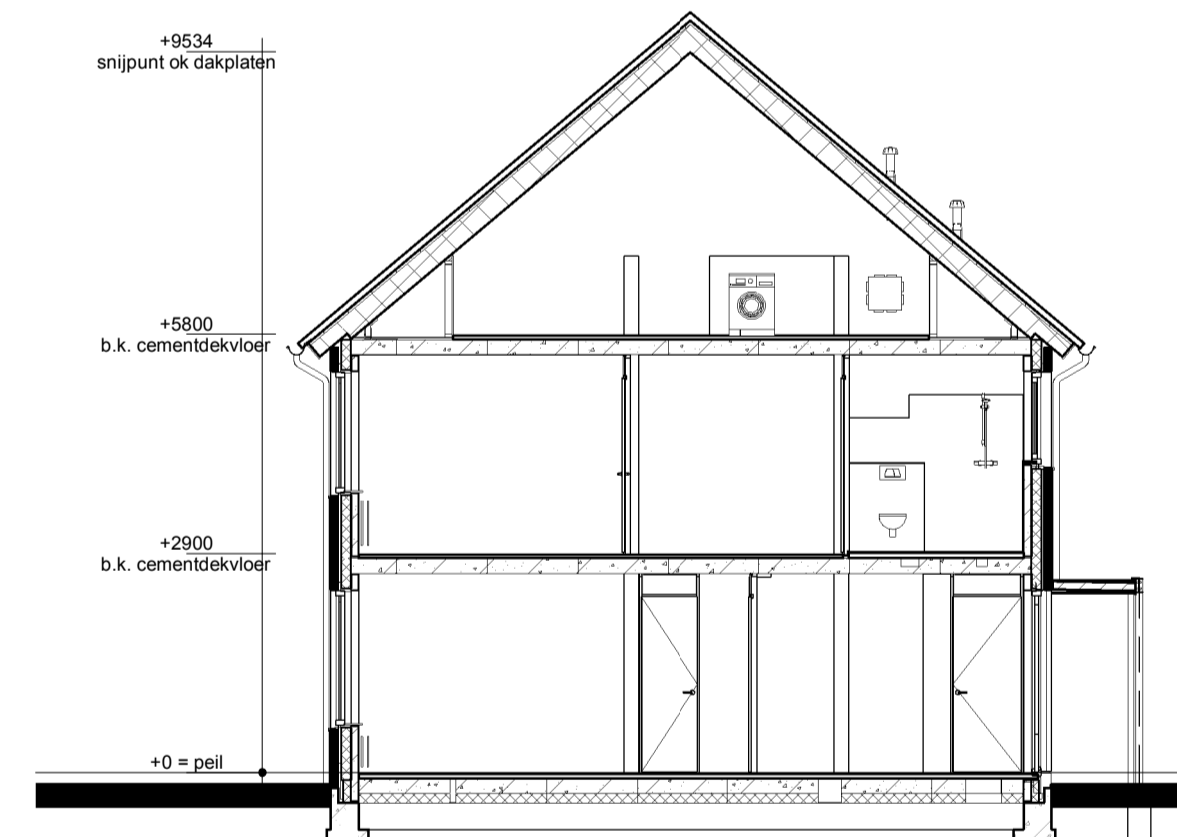 +9534
snijpunt ok dakplaten
+5800
b.k. cementdekvloer
+2900
b.k. cementdekvloer
+0 = peil